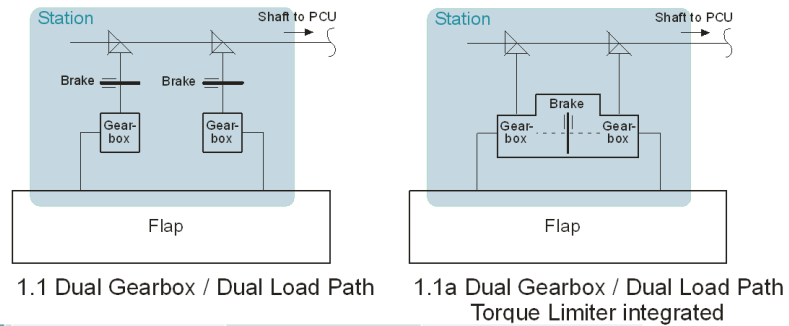 Station
Shaft to PCU
Brake
Brake
Gear-
box
Gear-
box
Flap
1.1 Dual Gearbox / Dual Load Path
Station
Shaft to PCU
Brake
Gear-
box
Gear-
box
Flap
1.1a Dual Gearbox / Dual Load Path
Torque Limiter integrated